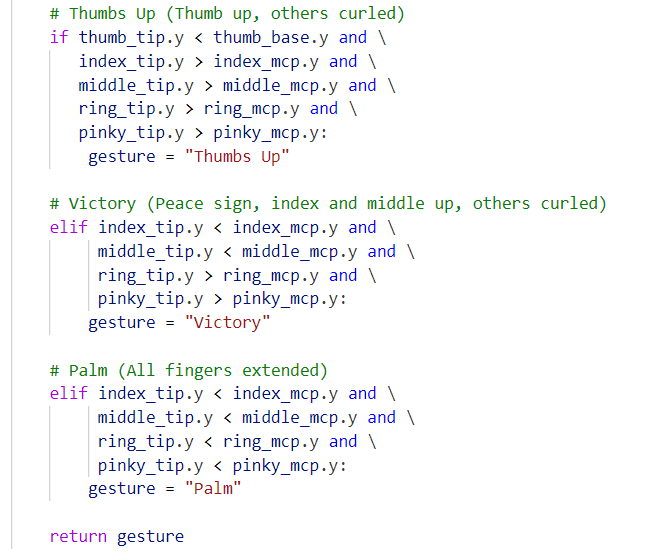 # Thumbs Up (Thumb up, others curled)
if thumb_tip.y < thumb_base.y and \
index_tip.y > index_mcp.y and \
middle_tip.y > middle_mcp.y and \
ring_tip.y > ring_mcp.y and \
pinky_tip.y > pinky_mcp.y:
gesture = "Thumbs Up"
# Victory (Peace sign, index and middle up, others curled)
elif index_tip.y < index_mcp.y and \
middle_tip.y < middle_mcp.y and \
ring_tip.y > ring_mcp.y and \
pinky_tip.y > pinky_mcp.y:
gesture = "Victory"
# Palm (All fingers extended)
elif index_tip.y < index_mcp.y and \
middle_tip.y < middle_mcp.y and \
ring_tip.y < ring_mcp.y and \
pinky_tip.y < pinky_mcp.y:
gesture = "Palm"
return gesture